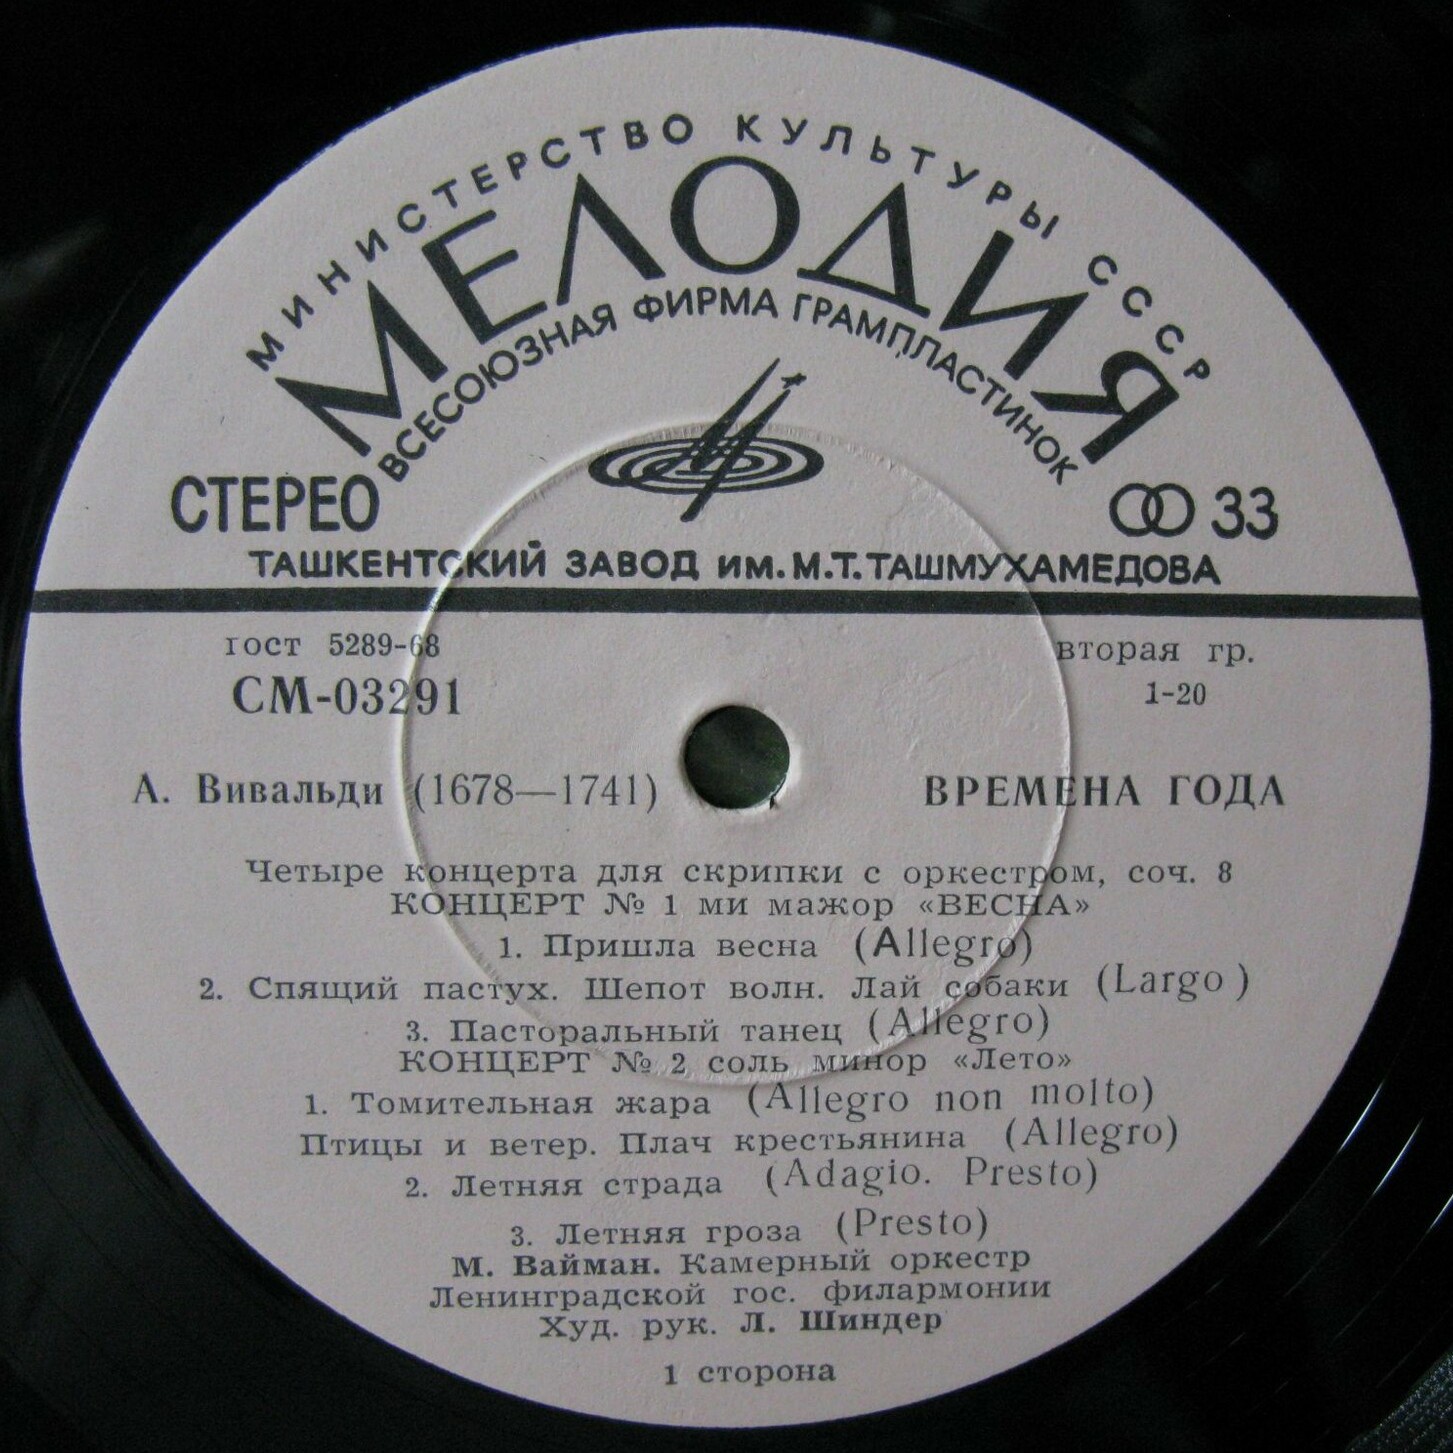 МИНИСТЕРСТВО КУЛЬТУРЫ СССР
МЕЛОДИЯ
ВСЕСОЮЗНАЯ ФИРМА ГРАМПЛАСТИНОК
СТЕРЕО 33
ТАШКЕНТСКИЙ ЗАВОД ИМ. М.Т. ТАШМУХАМЕДОВА
гост 5289-68 вторая гр.
СМ-03291 1-20
А. Вивальди (1678—1741) ВРЕМЕНА ГОДА
Четыре концерта для скрипки с оркестром, соч. 8
КОНЦЕРТ № 1 ми мажор «ВЕСНА»
1. Пришла весна (Allegro)
2. Спящий пастух. Шепот волн. Лай собаки (Largo )
3. Пасторальный танец (Allegro)
КОНЦЕРТ № 2 соль минор «Лето»
1. Томительная жара (Allegro non molto)
Птицы и ветер. Плач крестьянина (Allegro)
2. Летняя страда (Adagio. Presto)
3. Летняя гроза (Presto)
М. Вайман. Камерный оркестр
Ленинградской гос. филармонии
Худ. рук. Л. Шиндер
1 сторона